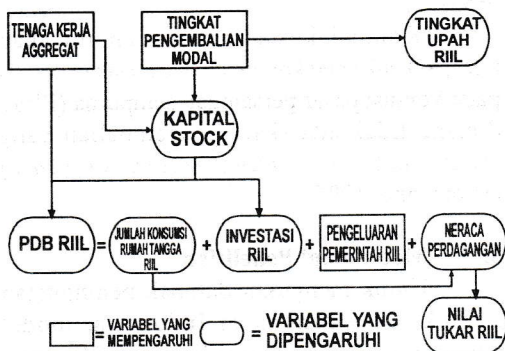 TENAGA KERJA
AGGREGAT
TINGKAT
PENGEMBALIAN
MODAL
TINGKAT
UPAH
RIIL
KAPITAL
STOCK
PDB RIIL
=
JUMLAH KONSUMSI
RUMAH TANGGA
RIIL
+
INVESTASI
RIIL
+
PENGELUARAN
PEMERINTAH RIIL
+
NERACA
PERDAGANGAN
NILAI
TUKAR RIIL
= VARIABEL YANG
MEMPENGARUHI
= VARIABEL YANG
DIPENGARUHI